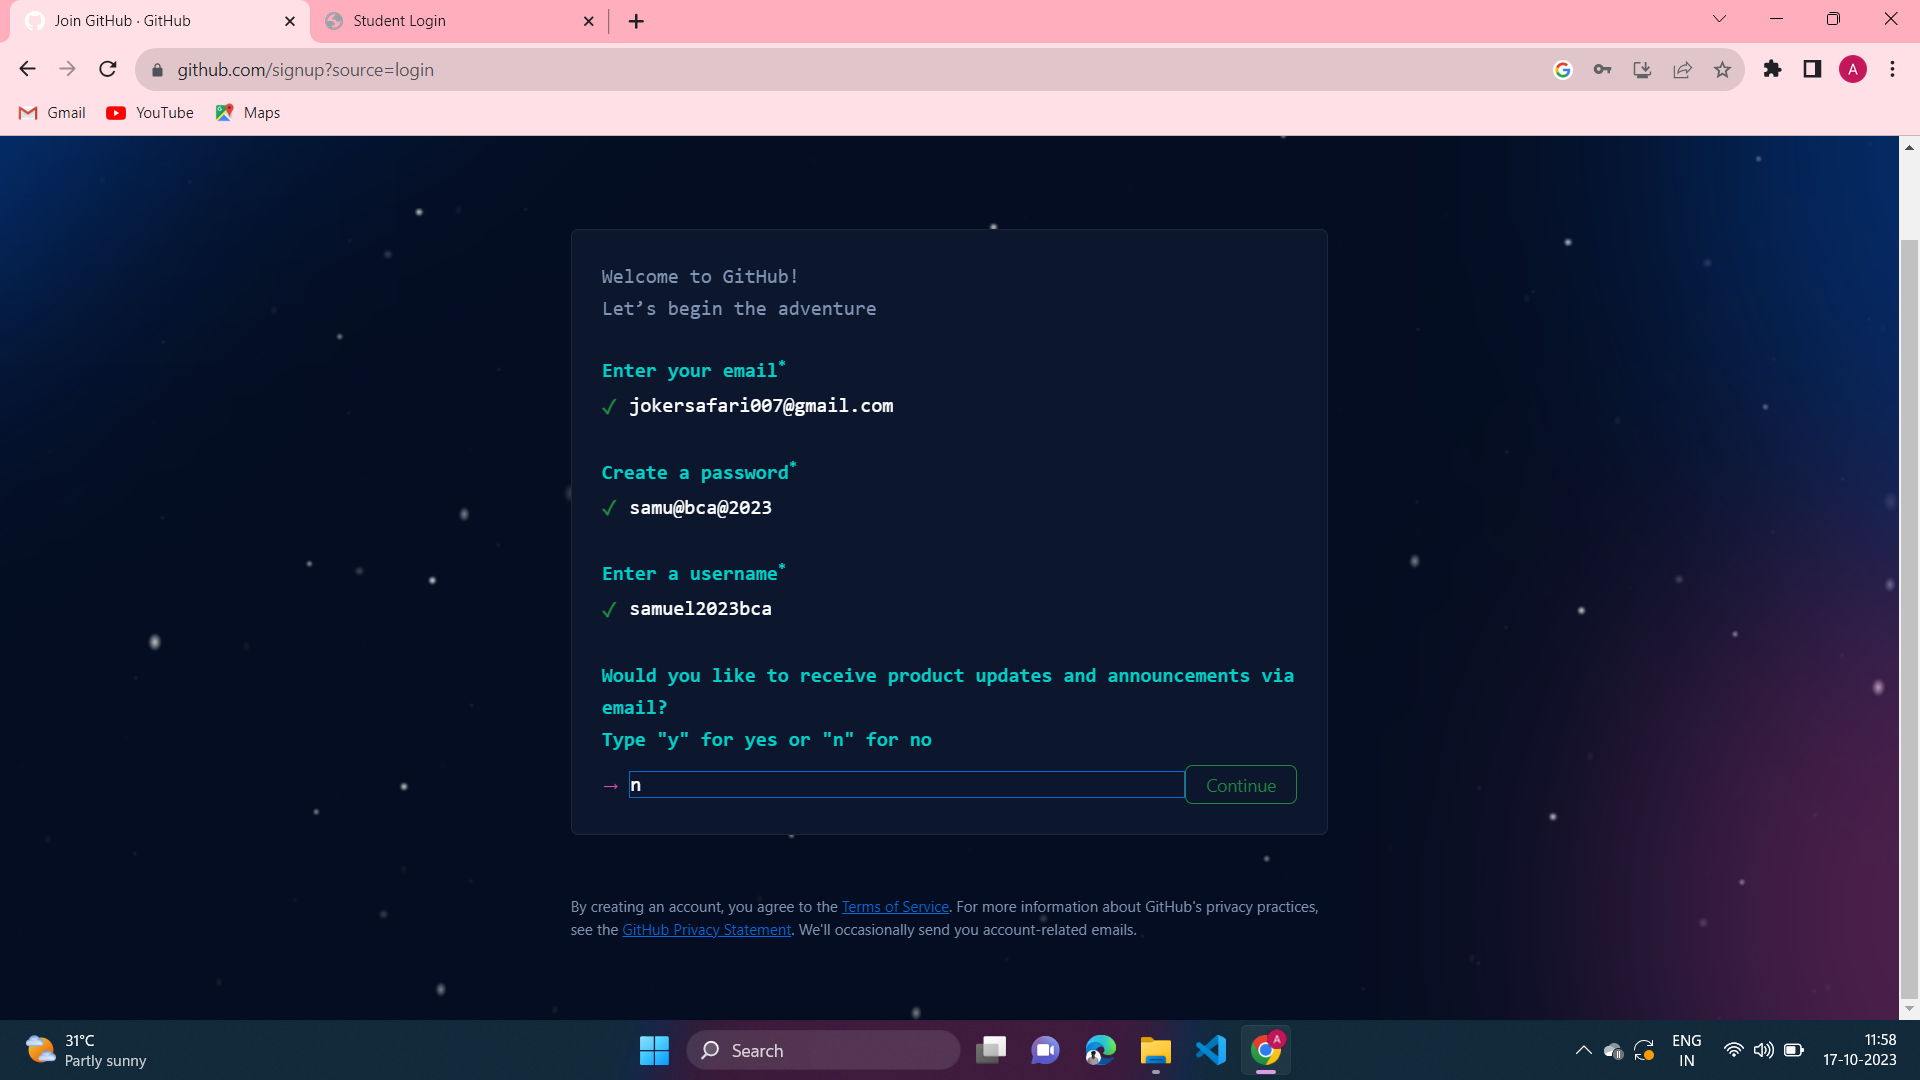 Join GitHub · GitHub
Student Login
github.com/signup?source=login
A
Gmail
YouTube
Maps
Welcome to GitHub!
Let’s begin the adventure
Enter your email*
✓ jokersafari007@gmail.com
Create a password*
✓ samu@bca@2023
Enter a username*
✓ samuel2023bca
Would you like to receive product updates and announcements via
email?
Type "y" for yes or "n" for no
→ n
Continue
By creating an account, you agree to the Terms of Service. For more information about GitHub's privacy practices,
see the GitHub Privacy Statement. We'll occasionally send you account-related emails.
31°C
Partly sunny
Search
A
ENG
IN
11:58
17-10-2023